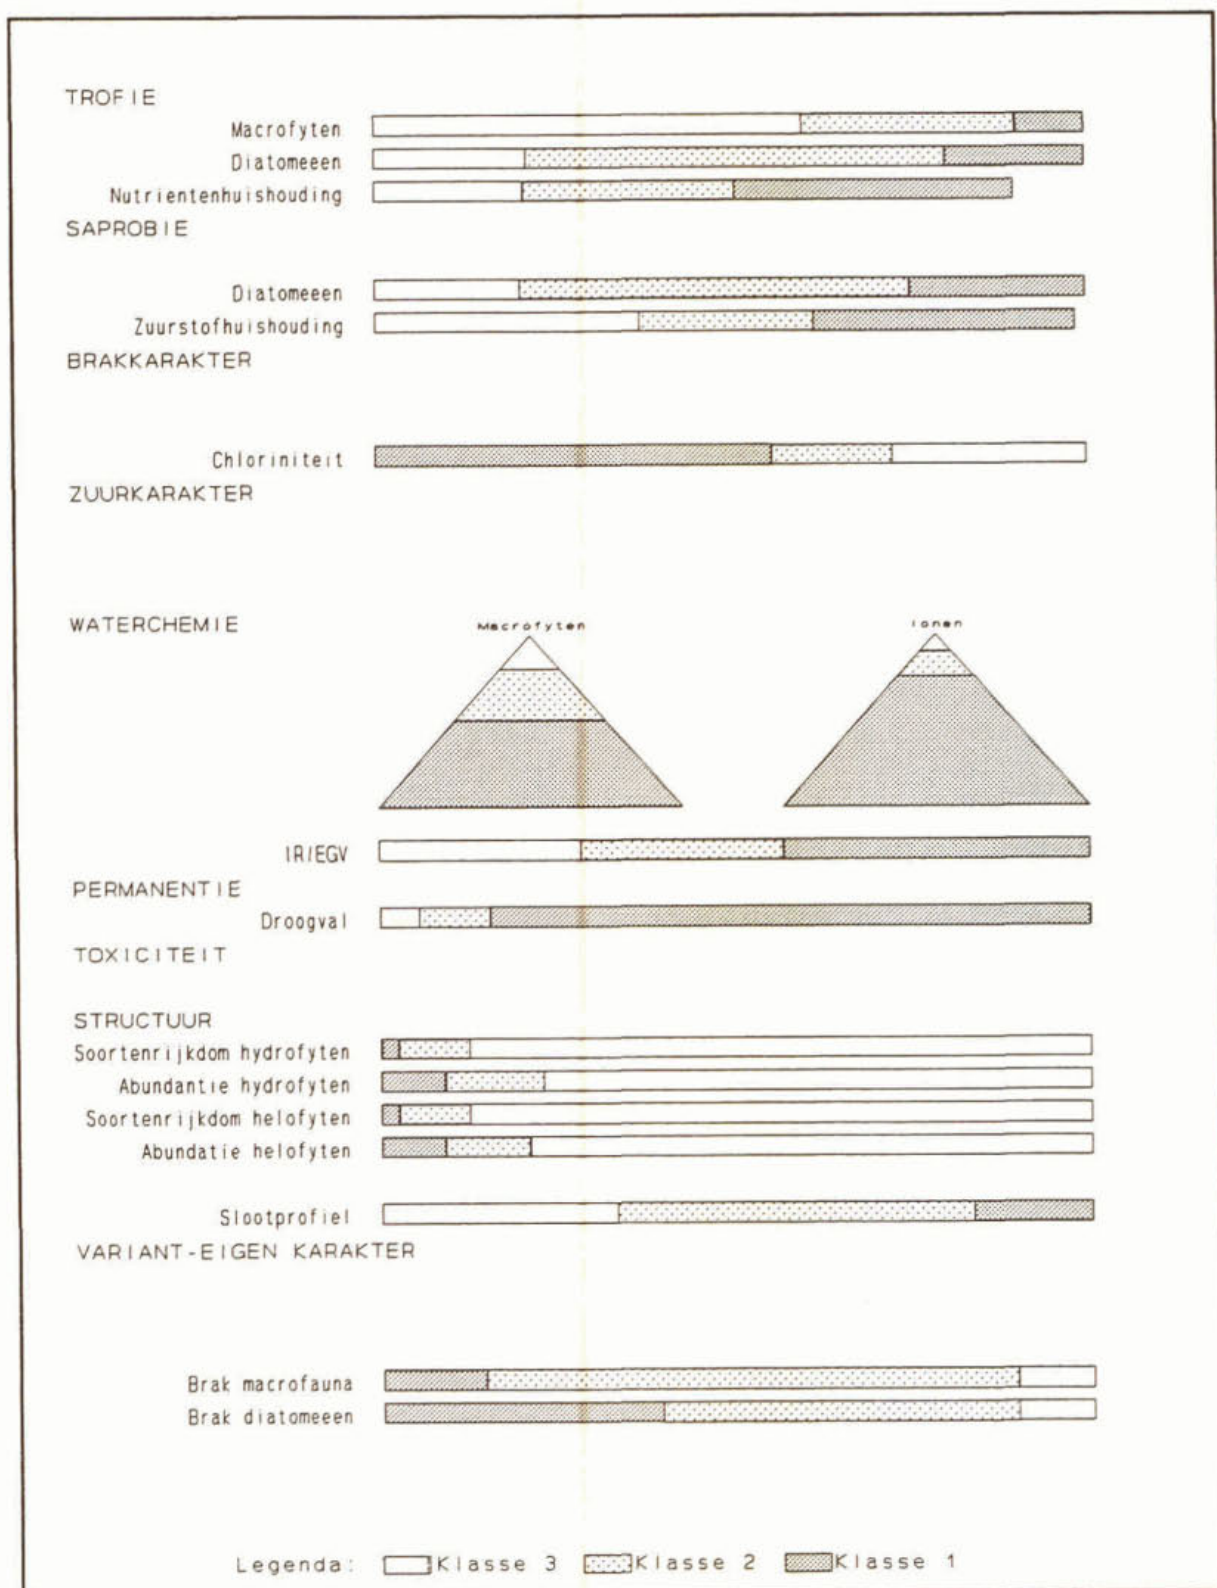 TROFIE
Macrofyten
Diatomeeen
Nutrientenhuishouding
SAPROBIE
Diatomeeen
Zuurstofhuishouding
BRAKKARAKTER
Chloriniteit
ZUURKARAKTER
WATERCHEMIE
Macrofyten
Ionen
IR/EGV
PERMANENTIE
Droogval
TOXICITEIT
STRUCTUUR
Soortenrijkdom hydrofyten
Abundantie hydrofyten
Soortenrijkdom helofyten
Abundatie helofyten
Slootprofiel
VARIANT-EIGEN KARAKTER
Brak macrofauna
Brak diatomeeen
Legenda: Klasse 3 Klasse 2 Klasse 1